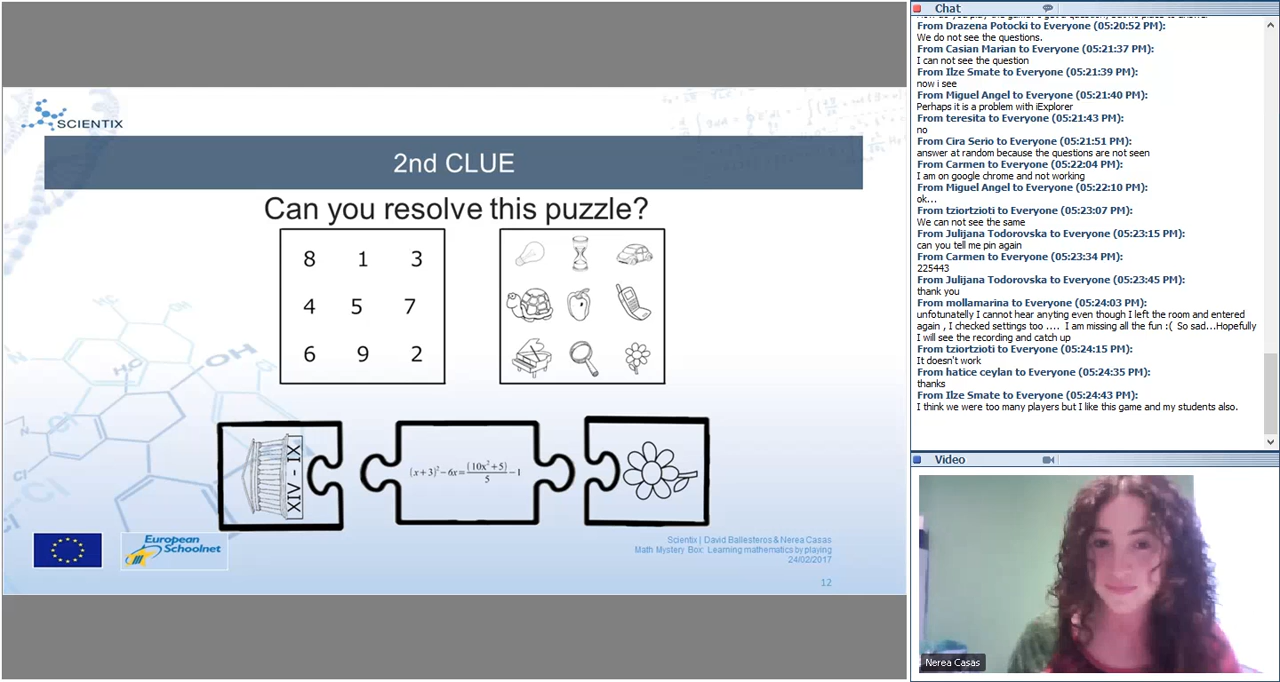 SCIENTIX
2nd CLUE
Can you resolve this puzzle?
8 1 3
4 5 7
6 9 2
XIV - IX
(x+3)² − 6x = (10x²+5)/5 − 1
European
Schoolnet
Scientix | David Ballesteros & Nerea Casas
Math Mystery Box: Learning mathematics by playing
24/02/2017
12
Chat
From Drazena Potocki to Everyone (05:20:52 PM):
We do not see the questions.
From Casian Marian to Everyone (05:21:37 PM):
I can not see the question
From Ilze Smate to Everyone (05:21:39 PM):
now i see
From Miguel Angel to Everyone (05:21:40 PM):
Perhaps it is a problem with iExplorer
From teresita to Everyone (05:21:43 PM):
no
From Cira Serio to Everyone (05:21:51 PM):
answer at random because the questions are not seen
From Carmen to Everyone (05:22:04 PM):
I am on google chrome and not working
From Miguel Angel to Everyone (05:22:10 PM):
ok...
From tziortzioti to Everyone (05:23:07 PM):
We can not see the same
From Julijana Todorovska to Everyone (05:23:15 PM):
can you tell me pin again
From Carmen to Everyone (05:23:34 PM):
225443
From Julijana Todorovska to Everyone (05:23:45 PM):
thank you
From mollamarina to Everyone (05:24:03 PM):
unfotunatelly I cannot hear anyting even though I left the room and entered
again , I checked settings too .... I am missing all the fun :( So sad...Hopefully
I will see the recording and catch up
From tziortzioti to Everyone (05:24:15 PM):
It doesn't work
From hatice ceylan to Everyone (05:24:35 PM):
thanks
From Ilze Smate to Everyone (05:24:43 PM):
I think we were too many players but I like this game and my students also.
Video
Nerea Casas